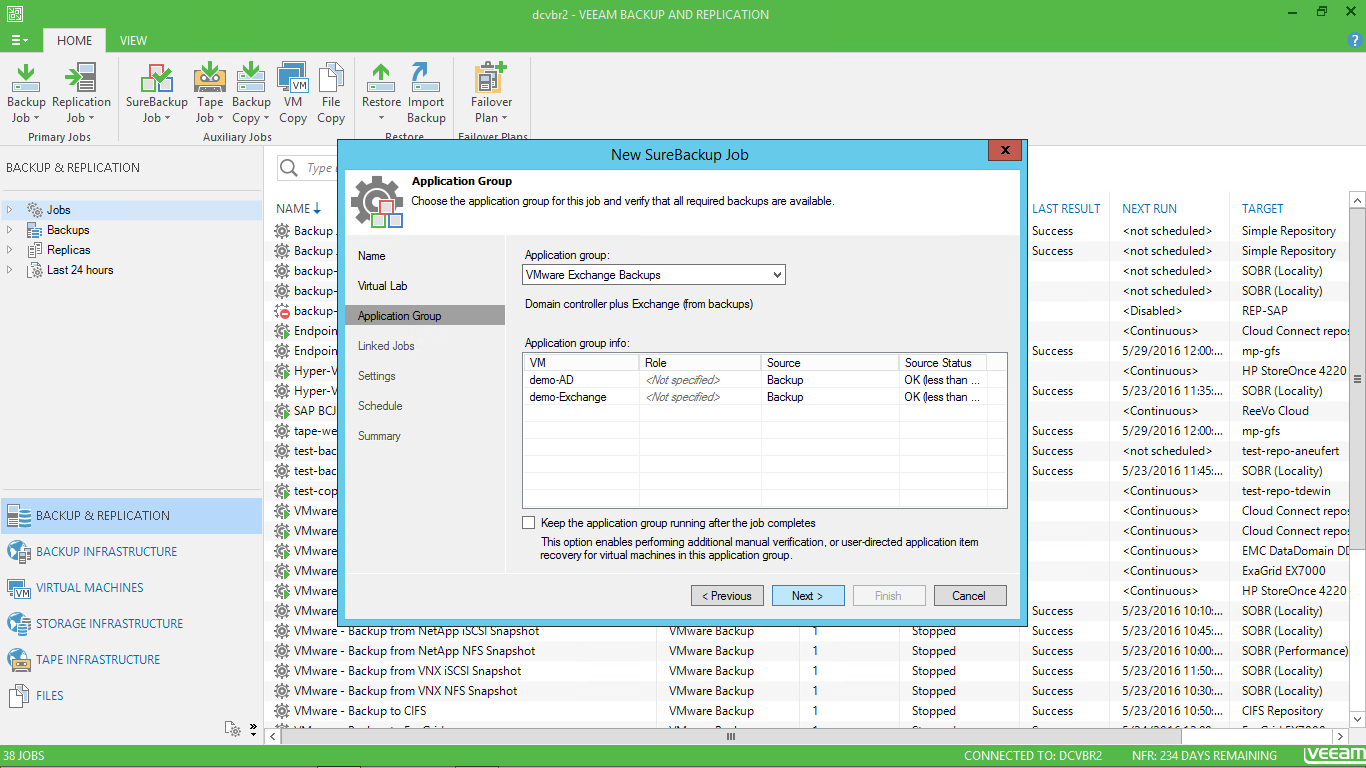 dcvbr2 - VEEAM BACKUP AND REPLICATION
HOME VIEW
?
Backup Job
Replication Job
SureBackup Job
Tape Job
Backup Copy
VM Copy
File Copy
Restore
Import Backup
Failover Plan
Primary Jobs
Auxiliary Jobs
Restore
Failover Plans
BACKUP & REPLICATION
Jobs
Backups
Replicas
Last 24 hours
BACKUP & REPLICATION
BACKUP INFRASTRUCTURE
VIRTUAL MACHINES
STORAGE INFRASTRUCTURE
TAPE INFRASTRUCTURE
FILES
Type
NAME LAST RESULT NEXT RUN TARGET
Backup Success <not scheduled> Simple Repository
Backup Success <not scheduled> Simple Repository
backup- <not scheduled> SOBR (Locality)
backup- <not scheduled> SOBR (Locality)
backup- <Disabled> REP-SAP
Endpoin <Continuous> Cloud Connect repos
Endpoin Success 5/29/2016 12:00:... mp-gfs
Hyper-V <Continuous> HP StoreOnce 4220
Hyper-V Success 5/23/2016 11:35:... SOBR (Locality)
SAP BCJ <Continuous> ReeVo Cloud
tape-we Success 5/29/2016 12:00:... mp-gfs
test-bac Success <not scheduled> test-repo-aneufert
test-bac Success 5/23/2016 11:45:... SOBR (Locality)
test-cop <Continuous> test-repo-tdewin
VMware <Continuous> Cloud Connect repos
VMware <Continuous> Cloud Connect repos
VMware <Continuous> EMC DataDomain DD
VMware <Continuous> ExaGrid EX7000
VMware <Continuous> HP StoreOnce 4220
VMware Success 5/23/2016 10:10:... SOBR (Locality)
VMware - Backup from NetApp iSCSI Snapshot VMware Backup 1 Stopped Success 5/23/2016 10:45:... SOBR (Locality)
VMware - Backup from NetApp NFS Snapshot VMware Backup 1 Stopped Success 5/23/2016 10:00:... SOBR (Performance)
VMware - Backup from VNX iSCSI Snapshot VMware Backup 1 Stopped Success 5/23/2016 11:50:... SOBR (Locality)
VMware - Backup from VNX NFS Snapshot VMware Backup 1 Stopped Success 5/23/2016 10:30:... SOBR (Locality)
VMware - Backup to CIFS VMware Backup 1 Stopped Success 5/23/2016 10:50:... CIFS Repository
New SureBackup Job
x
Application Group
Choose the application group for this job and verify that all required backups are available.
Name
Virtual Lab
Application Group
Linked Jobs
Settings
Schedule
Summary
Application group:
VMware Exchange Backups
Domain controller plus Exchange (from backups)
Application group info:
VM Role Source Source Status
demo-AD <Not specified> Backup OK (less than ...
demo-Exchange <Not specified> Backup OK (less than ...
Keep the application group running after the job completes
This option enables performing additional manual verification, or user-directed application item
recovery for virtual machines in this application group.
< Previous Next > Finish Cancel
38 JOBS CONNECTED TO: DCVBR2 NFR: 234 DAYS REMAINING veeam